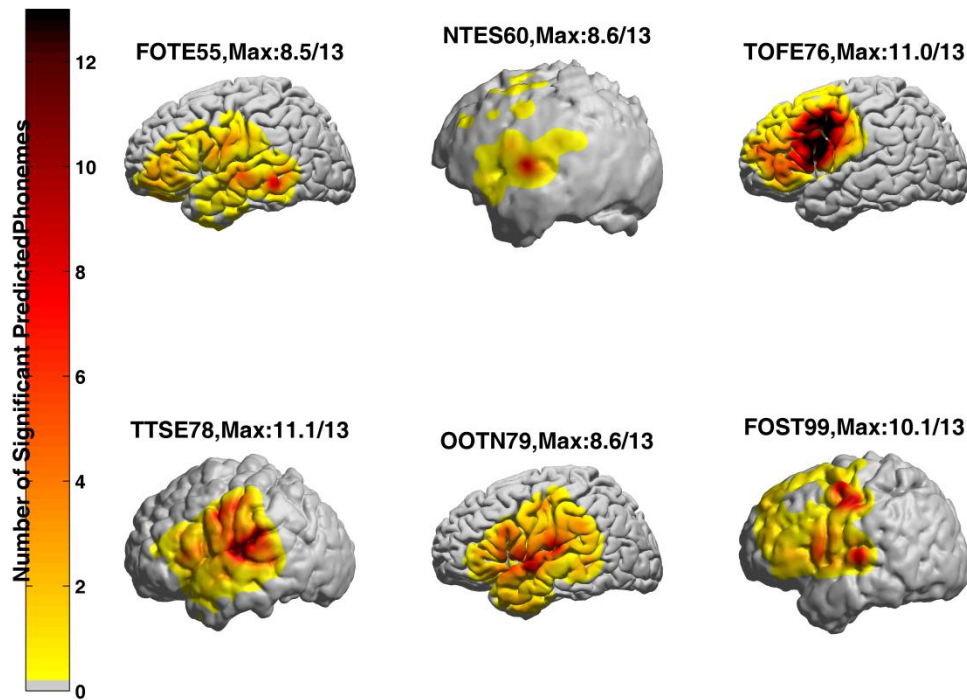 FOTE55,Max:8.5/13
NTES60,Max:8.6/13
TOFE76,Max:11.0/13
TTSE78,Max:11.1/13
OOTN79,Max:8.6/13
FOST99,Max:10.1/13
Number of Significant PredictedPhonemes
12
10
8
6
4
2
0